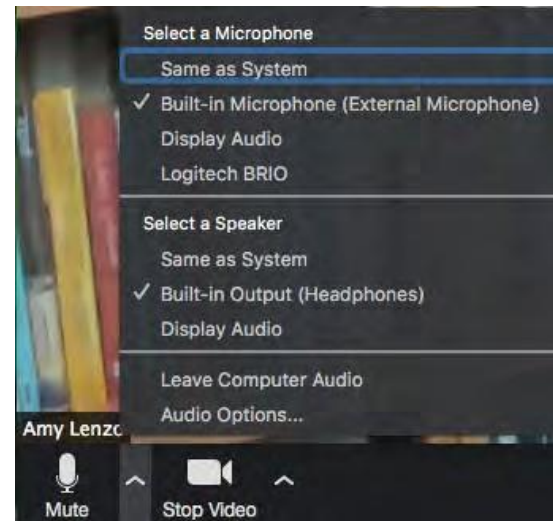 Select a Microphone
Same as System
✓ Built-in Microphone (External Microphone)
Display Audio
Logitech BRIO
Select a Speaker
Same as System
✓ Built-in Output (Headphones)
Display Audio
Leave Computer Audio
Audio Options...
Amy Lenzo
Mute
Stop Video